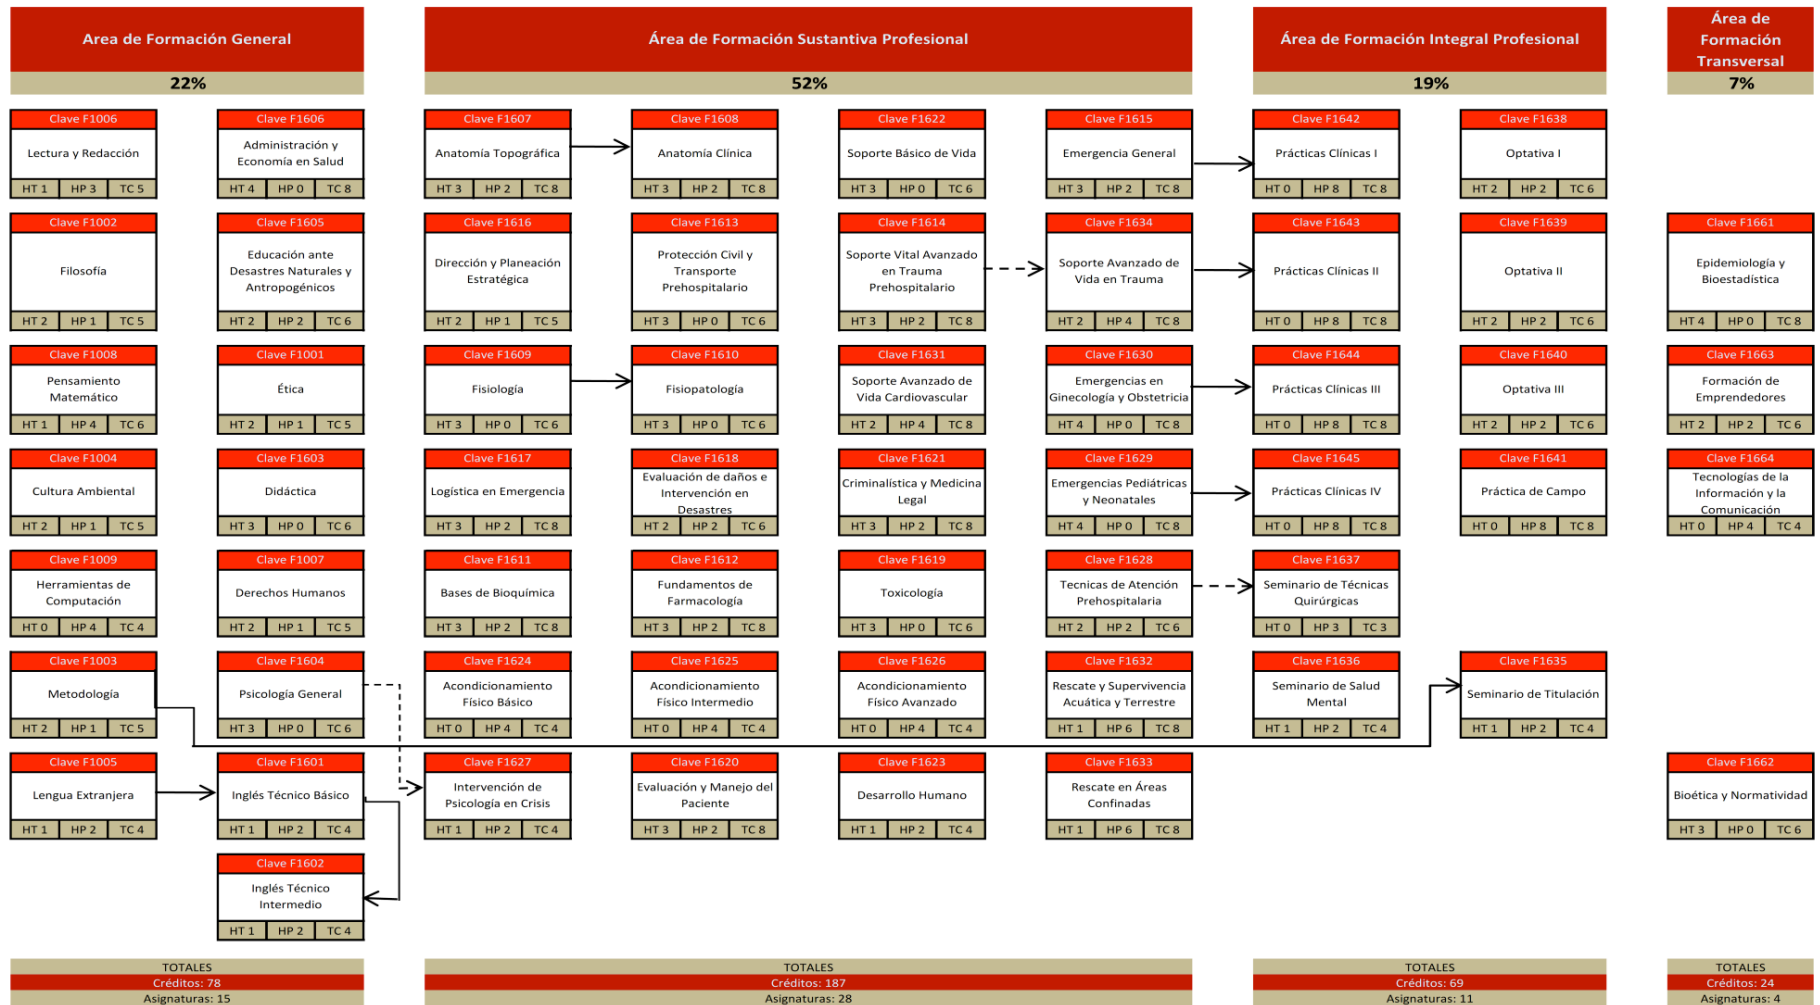 Area de Formación General
22%
Área de Formación Sustantiva Profesional
52%
Área de Formación Integral Profesional
19%
Área de
Formación
Transversal
7%
Clave F1006
Lectura y Redacción
HT 1 HP 3 TC 5
Clave F1606
Administración y
Economía en Salud
HT 4 HP 0 TC 8
Clave F1607
Anatomía Topográfica
HT 3 HP 2 TC 8
Clave F1608
Anatomía Clínica
HT 3 HP 2 TC 8
Clave F1622
Soporte Básico de Vida
HT 3 HP 0 TC 6
Clave F1615
Emergencia General
HT 3 HP 2 TC 8
Clave F1642
Prácticas Clínicas I
HT 0 HP 8 TC 8
Clave F1638
Optativa I
HT 2 HP 2 TC 6
Clave F1002
Filosofía
HT 2 HP 1 TC 5
Clave F1605
Educación ante
Desastres Naturales y
Antropogénicos
HT 2 HP 2 TC 6
Clave F1616
Dirección y Planeación
Estratégica
HT 2 HP 1 TC 5
Clave F1613
Protección Civil y
Transporte
Prehospitalario
HT 3 HP 0 TC 6
Clave F1614
Soporte Vital Avanzado
en Trauma
Prehospitalario
HT 3 HP 2 TC 8
Clave F1634
Soporte Avanzado de
Vida en Trauma
HT 2 HP 4 TC 8
Clave F1643
Prácticas Clínicas II
HT 0 HP 8 TC 8
Clave F1639
Optativa II
HT 2 HP 2 TC 6
Clave F1661
Epidemiología y
Bioestadística
HT 4 HP 0 TC 8
Clave F1008
Pensamiento
Matemático
HT 1 HP 4 TC 6
Clave F1001
Ética
HT 2 HP 1 TC 5
Clave F1609
Fisiología
HT 3 HP 0 TC 6
Clave F1610
Fisiopatología
HT 3 HP 0 TC 6
Clave F1631
Soporte Avanzado de
Vida Cardiovascular
HT 2 HP 4 TC 8
Clave F1630
Emergencias en
Ginecología y Obstetricia
HT 4 HP 0 TC 8
Clave F1644
Prácticas Clínicas III
HT 0 HP 8 TC 8
Clave F1640
Optativa III
HT 2 HP 2 TC 6
Clave F1663
Formación de
Emprendedores
HT 2 HP 2 TC 6
Clave F1004
Cultura Ambiental
HT 2 HP 1 TC 5
Clave F1603
Didáctica
HT 3 HP 0 TC 6
Clave F1617
Logística en Emergencia
HT 3 HP 2 TC 8
Clave F1618
Evaluación de daños e
Intervención en
Desastres
HT 2 HP 2 TC 6
Clave F1621
Criminalística y Medicina
Legal
HT 3 HP 2 TC 8
Clave F1629
Emergencias Pediátricas
y Neonatales
HT 4 HP 0 TC 8
Clave F1645
Prácticas Clínicas IV
HT 0 HP 8 TC 8
Clave F1641
Práctica de Campo
HT 0 HP 8 TC 8
Clave F1664
Tecnologías de la
Información y la
Comunicación
HT 0 HP 4 TC 4
Clave F1009
Herramientas de
Computación
HT 0 HP 4 TC 4
Clave F1007
Derechos Humanos
HT 2 HP 1 TC 5
Clave F1611
Bases de Bioquímica
HT 3 HP 2 TC 8
Clave F1612
Fundamentos de
Farmacología
HT 3 HP 2 TC 8
Clave F1619
Toxicología
HT 3 HP 0 TC 6
Clave F1628
Tecnicas de Atención
Prehospitalaria
HT 2 HP 2 TC 6
Clave F1637
Seminario de Técnicas
Quirúrgicas
HT 0 HP 3 TC 3
Clave F1003
Metodología
HT 2 HP 1 TC 5
Clave F1604
Psicología General
HT 3 HP 0 TC 6
Clave F1624
Acondicionamiento
Físico Básico
HT 0 HP 4 TC 4
Clave F1625
Acondicionamiento
Físico Intermedio
HT 0 HP 4 TC 4
Clave F1626
Acondicionamiento
Físico Avanzado
HT 0 HP 4 TC 4
Clave F1632
Rescate y Supervivencia
Acuática y Terrestre
HT 1 HP 6 TC 8
Clave F1636
Seminario de Salud
Mental
HT 1 HP 2 TC 4
Clave F1635
Seminario de Titulación
HT 1 HP 2 TC 4
Clave F1005
Lengua Extranjera
HT 1 HP 2 TC 4
Clave F1601
Inglés Técnico Básico
HT 1 HP 2 TC 4
Clave F1627
Intervención de
Psicología en Crisis
HT 1 HP 2 TC 4
Clave F1620
Evaluación y Manejo del
Paciente
HT 3 HP 2 TC 8
Clave F1623
Desarrollo Humano
HT 1 HP 2 TC 4
Clave F1633
Rescate en Áreas
Confinadas
HT 1 HP 6 TC 8
Clave F1662
Bioética y Normatividad
HT 3 HP 0 TC 6
Clave F1602
Inglés Técnico
Intermedio
HT 1 HP 2 TC 4
TOTALES
Créditos: 78
Asignaturas: 15
TOTALES
Créditos: 187
Asignaturas: 28
TOTALES
Créditos: 69
Asignaturas: 11
TOTALES
Créditos: 24
Asignaturas: 4